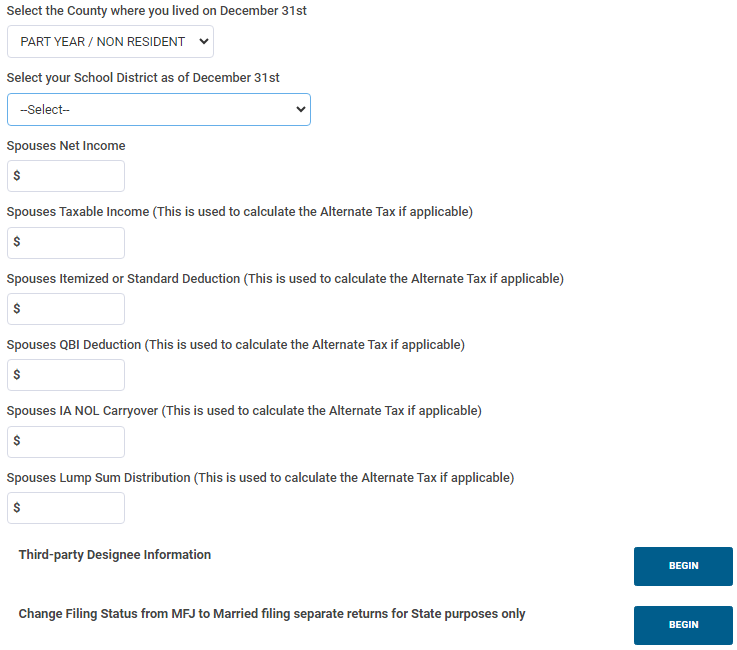 Select the County where you lived on December 31st
PART YEAR / NON RESIDENT
Select your School District as of December 31st
--Select--
Spouses Net Income
$
Spouses Taxable Income (This is used to calculate the Alternate Tax if applicable)
$
Spouses Itemized or Standard Deduction (This is used to calculate the Alternate Tax if applicable)
$
Spouses QBI Deduction (This is used to calculate the Alternate Tax if applicable)
$
Spouses IA NOL Carryover (This is used to calculate the Alternate Tax if applicable)
$
Spouses Lump Sum Distribution (This is used to calculate the Alternate Tax if applicable)
$
Third-party Designee Information
BEGIN
Change Filing Status from MFJ to Married filing separate returns for State purposes only
BEGIN